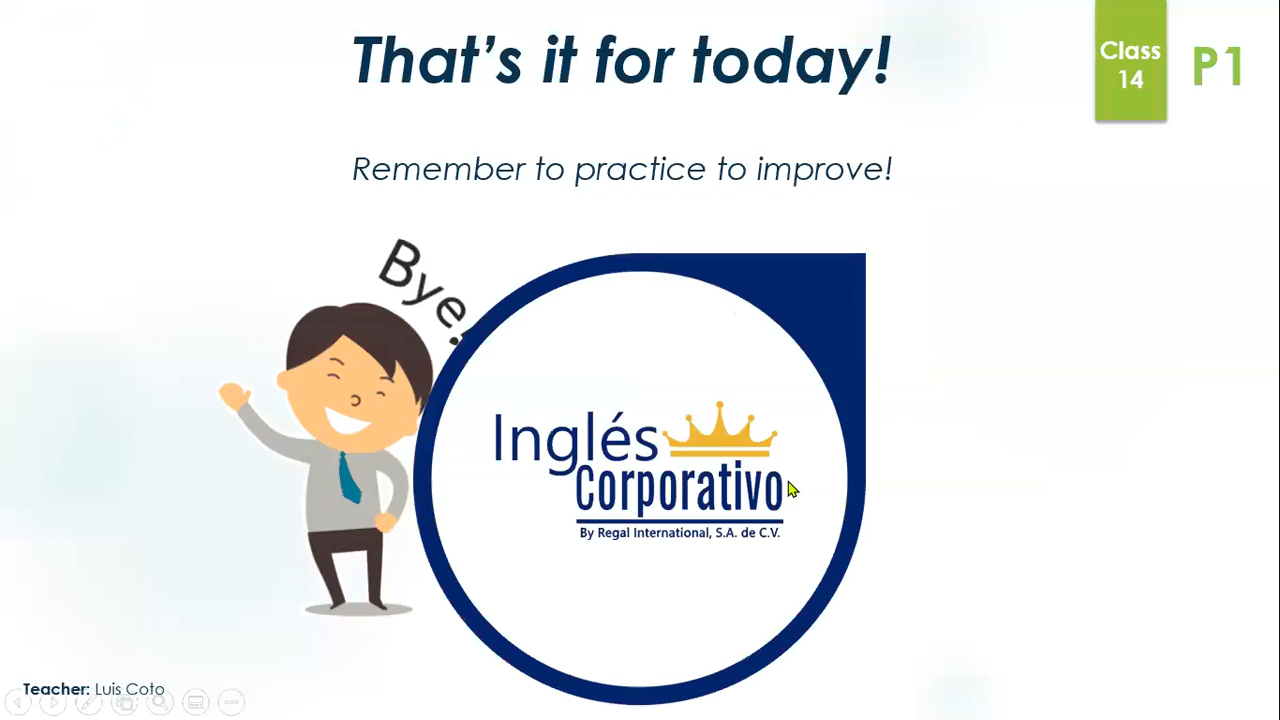 That's it for today!
Class
14
P1
Remember to practice to improve!
Bye!
Inglés
Corporativo
By Regal International, S.A. de C.V.
Teacher: Luis Coto